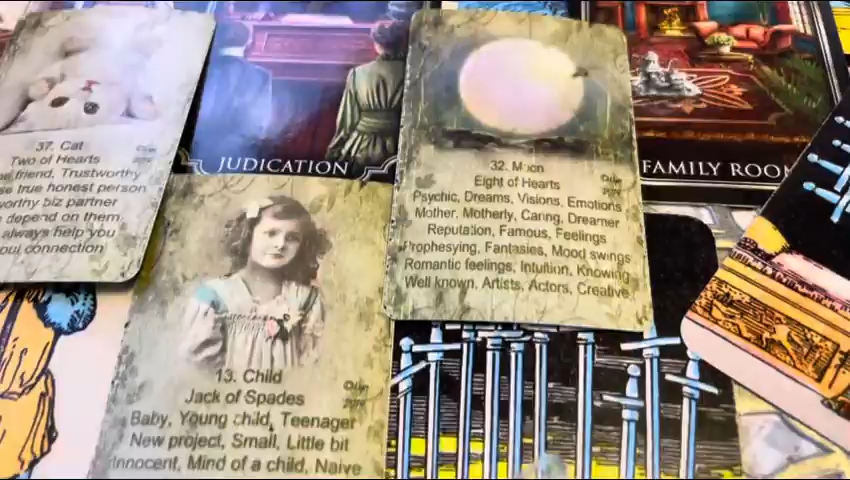 37. Cat
Two of Hearts
friend, Trustworthy
se true honest person
worthy biz partner
depend on them
always help you
oul connection
JUDICATION
32. Moon
Eight of Hearts
Psychic, Dreams, Visions, Emotions
Mother, Motherly, Caring, Dreamer
Reputation, Famous, Feelings
Prophesying, Fantasies, Mood swings
Romantic feelings, Intuition, Knowing
Well known, Artists, Actors, Creative
FAMILY ROO
13. Child
Jack of Spades
Baby, Young child, Teenager
New project, Small, Little bit
Innocent, Mind of a child, Naive